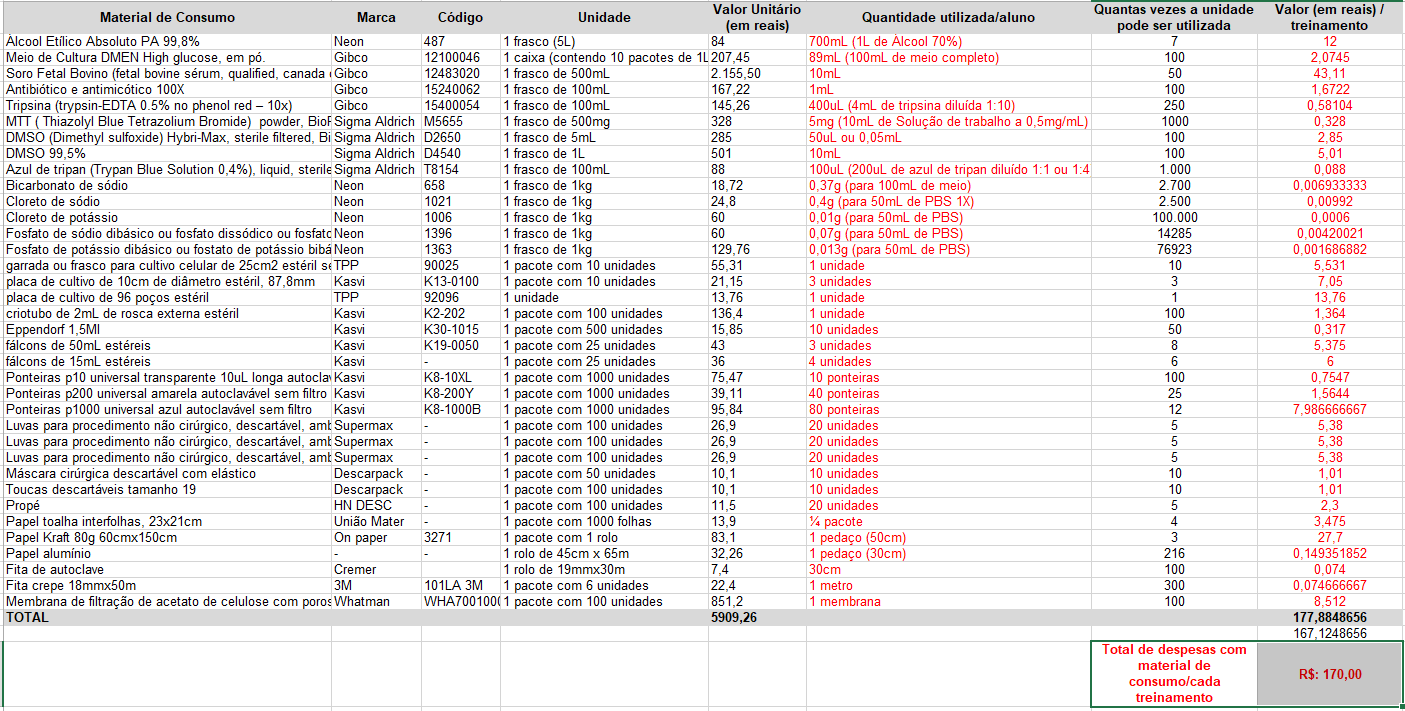 Material de Consumo Marca Código Unidade Valor Unitário (em reais) Quantidade utilizada/aluno Quantas vezes a unidade pode ser utilizada Valor (em reais) / treinamento
Álcool Etílico Absoluto PA 99,8% Neon 487 1 frasco (5L) 84 700mL (1L de Álcool 70%) 7 12
Meio de Cultura DMEN High glucose, em pó. Gibco 12100046 1 caixa (contendo 10 pacotes de 1L 207,45 89mL (100mL de meio completo) 100 2,0745
Soro Fetal Bovino (fetal bovine sérum, qualified, canada Gibco 12483020 1 frasco de 500mL 2.155,50 10mL 50 43,11
Antibiótico e antimicótico 100X Gibco 15240062 1 frasco de 100mL 167,22 1mL 100 1,6722
Tripsina (trypsin-EDTA 0.5% no phenol red – 10x) Gibco 15400054 1 frasco de 100mL 145,26 400uL (4mL de tripsina diluída 1:10) 250 0,58104
MTT ( Thiazolyl Blue Tetrazolium Bromide) powder, BioR Sigma Aldrich M5655 1 frasco de 500mg 328 5mg (10mL de Solução de trabalho a 0,5mg/mL) 1000 0,328
DMSO (Dimethyl sulfoxide) Hybri-Max, sterile filtered, Bi Sigma Aldrich D2650 1 frasco de 5mL 285 50uL ou 0,05mL 100 2,85
DMSO 99,5% Sigma Aldrich D4540 1 frasco de 1L 501 10mL 100 5,01
Azul de tripan (Trypan Blue Solution 0,4%), liquid, sterile Sigma Aldrich T8154 1 frasco de 100mL 88 100uL (200uL de azul de tripan diluído 1:1 ou 1:4 1.000 0,088
Bicarbonato de sódio Neon 658 1 frasco de 1kg 18,72 0,37g (para 100mL de meio) 2.700 0,006933333
Cloreto de sódio Neon 1021 1 frasco de 1kg 24,8 0,4g (para 50mL de PBS 1X) 2.500 0,00992
Cloreto de potássio Neon 1006 1 frasco de 1kg 60 0,01g (para 50mL de PBS) 100.000 0,0006
Fosfato de sódio dibásico ou fosfato dissódico ou fosfato Neon 1396 1 frasco de 1kg 60 0,07g (para 50mL de PBS) 14285 0,00420021
Fosfato de potássio dibásico ou fostato de potássio bibá Neon 1363 1 frasco de 1kg 129,76 0,013g (para 50mL de PBS) 76923 0,001686882
garrada ou frasco para cultivo celular de 25cm2 estéril se TPP 90025 1 pacote com 10 unidades 55,31 1 unidade 10 5,531
placa de cultivo de 10cm de diâmetro estéril, 87,8mm Kasvi K13-0100 1 pacote com 10 unidades 21,15 3 unidades 3 7,05
placa de cultivo de 96 poços estéril TPP 92096 1 unidade 13,76 1 unidade 1 13,76
criotubo de 2mL de rosca externa estéril Kasvi K2-202 1 pacote com 100 unidades 136,4 1 unidade 100 1,364
Eppendorf 1,5Ml Kasvi K30-1015 1 pacote com 500 unidades 15,85 10 unidades 50 0,317
fálcons de 50mL estéreis Kasvi K19-0050 1 pacote com 25 unidades 43 3 unidades 8 5,375
fálcons de 15mL estéreis Kasvi - 1 pacote com 25 unidades 36 4 unidades 6 6
Ponteiras p10 universal transparente 10uL longa autoclav Kasvi K8-10XL 1 pacote com 1000 unidades 75,47 10 ponteiras 100 0,7547
Ponteiras p200 universal amarela autoclavável sem filtro Kasvi K8-200Y 1 pacote com 1000 unidades 39,11 40 ponteiras 25 1,5644
Ponteiras p1000 universal azul autoclavável sem filtro Kasvi K8-1000B 1 pacote com 1000 unidades 95,84 80 ponteiras 12 7,986666667
Luvas para procedimento não cirúrgico, descartável, amb Supermax - 1 pacote com 100 unidades 26,9 20 unidades 5 5,38
Luvas para procedimento não cirúrgico, descartável, amb Supermax - 1 pacote com 100 unidades 26,9 20 unidades 5 5,38
Luvas para procedimento não cirúrgico, descartável, amb Supermax - 1 pacote com 100 unidades 26,9 20 unidades 5 5,38
Máscara cirúrgica descartável com elástico Descarpack - 1 pacote com 50 unidades 10,1 10 unidades 10 1,01
Toucas descartáveis tamanho 19 Descarpack - 1 pacote com 100 unidades 10,1 10 unidades 10 1,01
Propé HN DESC - 1 pacote com 100 unidades 11,5 20 unidades 5 2,3
Papel toalha interfolhas, 23x21cm União Mater - 1 pacote com 1000 folhas 13,9 ¼ pacote 4 3,475
Papel Kraft 80g 60cmx150cm On paper 3271 1 pacote com 1 rolo 83,1 1 pedaço (50cm) 3 27,7
Papel alumínio - - 1 rolo de 45cm x 65m 32,26 1 pedaço (30cm) 216 0,149351852
Fita de autoclave Cremer 1 rolo de 19mmx30m 7,4 30cm 100 0,074
Fita crepe 18mmx50m 3M 101LA 3M 1 pacote com 6 unidades 22,4 1 metro 300 0,074666667
Membrana de filtração de acetato de celulose com poros Whatman WHA7001000 1 pacote com 100 unidades 851,2 1 membrana 100 8,512
TOTAL 5909,26 177,8848656
167,1248656
Total de despesas com
material de
consumo/cada
treinamento
R$: 170,00